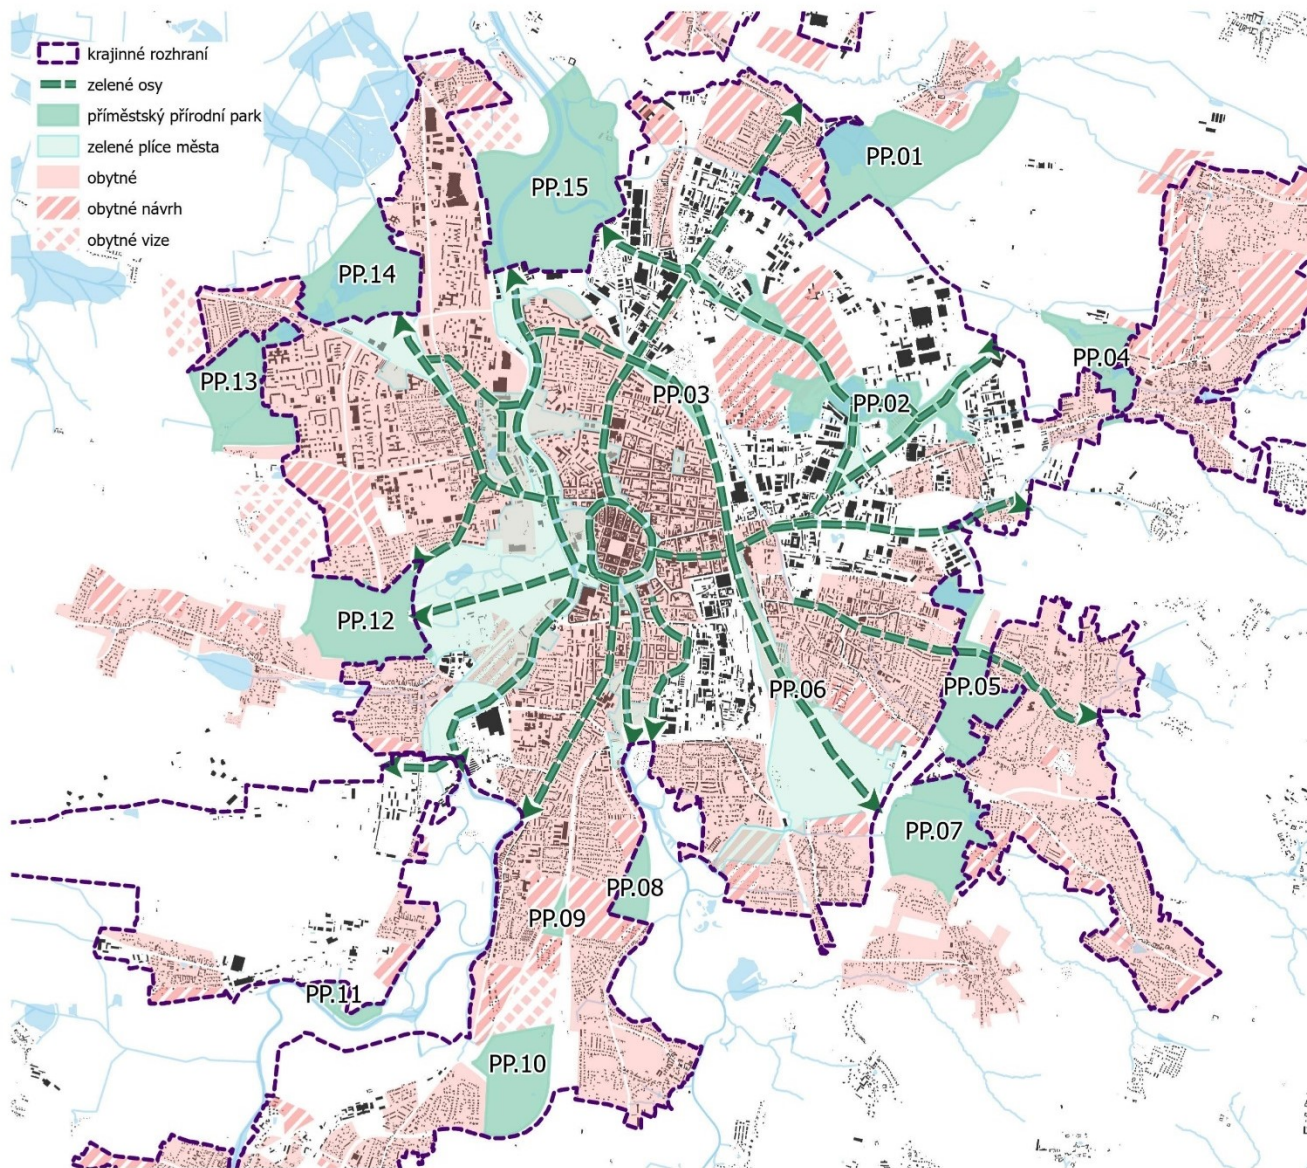 krajinné rozhraní
zelené osy
příměstský přírodní park
zelené plíce města
obytné
obytné návrh
obytné vize
PP.01
PP.15
PP.14
PP.13
PP.03
PP.04
PP.02
PP.12
PP.06
PP.05
PP.07
PP.08
PP.09
PP.11
PP.10